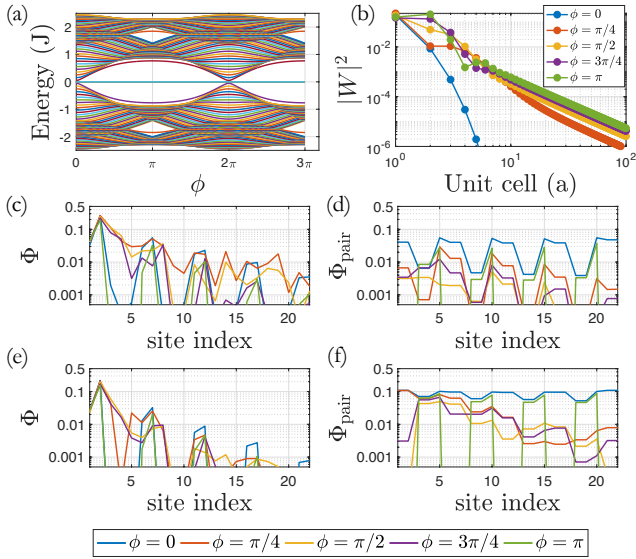 (a)
Energy (J)
2
1
0
-1
-2
0
π
2π
3π
ϕ
(b)
|W|²
10⁻²
10⁻⁴
10⁻⁶
10⁰
10¹
10²
Unit cell (a)
ϕ = 0
ϕ = π/4
ϕ = π/2
ϕ = 3π/4
ϕ = π
(c)
Φ
0.5
0.1
0.01
0.001
5
10
15
20
site index
(d)
Φpair
0.5
0.1
0.01
0.001
5
10
15
20
site index
(e)
Φ
0.5
0.1
0.01
0.001
5
10
15
20
site index
(f)
Φpair
0.5
0.1
0.01
0.001
5
10
15
20
site index
ϕ = 0 ϕ = π/4 ϕ = π/2 ϕ = 3π/4 ϕ = π